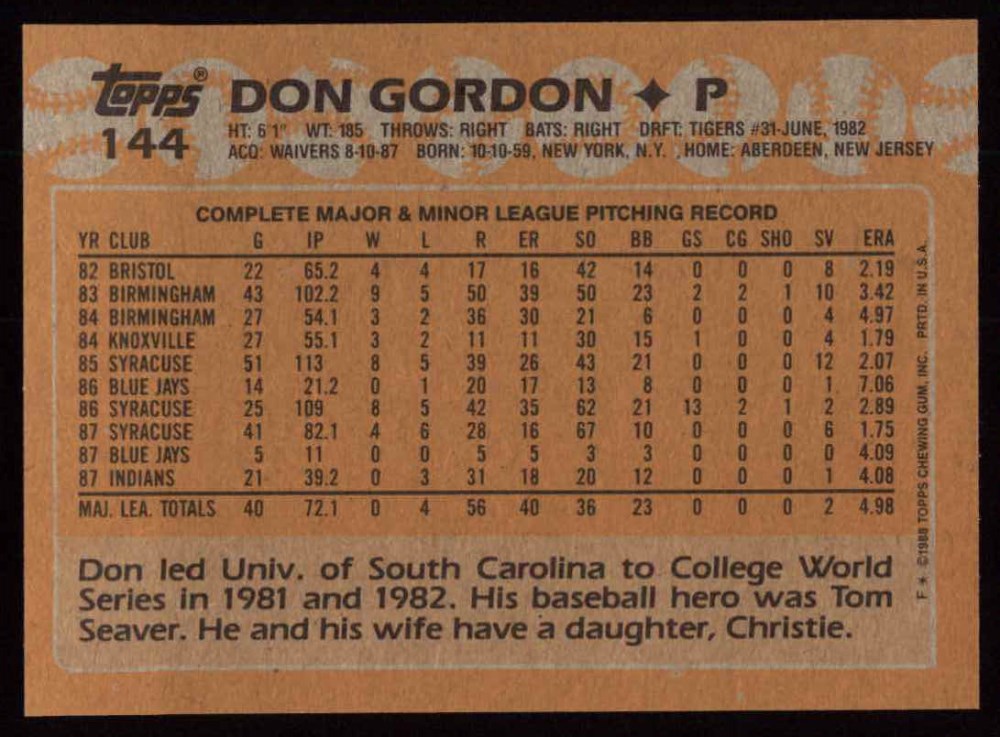 topps® DON GORDON ✦ P
144
HT: 6'1" WT: 185 THROWS: RIGHT BATS: RIGHT DRFT: TIGERS #31-JUNE, 1982
ACQ: WAIVERS 8-10-87 BORN: 10-10-59, NEW YORK, N.Y. HOME: ABERDEEN, NEW JERSEY
COMPLETE MAJOR & MINOR LEAGUE PITCHING RECORD
YR CLUB G IP W L R ER SO BB GS CG SHO SV ERA
82 BRISTOL 22 65.2 4 4 17 16 42 14 0 0 0 8 2.19
83 BIRMINGHAM 43 102.2 9 5 50 39 50 23 2 2 1 10 3.42
84 BIRMINGHAM 27 54.1 3 2 36 30 21 6 0 0 0 4 4.97
84 KNOXVILLE 27 55.1 3 2 11 11 30 15 1 0 0 4 1.79
85 SYRACUSE 51 113 8 5 39 26 43 21 0 0 0 12 2.07
86 BLUE JAYS 14 21.2 0 1 20 17 13 8 0 0 0 1 7.06
86 SYRACUSE 25 109 8 5 42 35 62 21 13 2 1 2 2.89
87 SYRACUSE 41 82.1 4 6 28 16 67 10 0 0 0 6 1.75
87 BLUE JAYS 5 11 0 0 5 5 3 3 0 0 0 0 4.09
87 INDIANS 21 39.2 0 3 31 18 20 12 0 0 0 1 4.08
MAJ. LEA. TOTALS 40 72.1 0 4 56 40 36 23 0 0 0 2 4.98
Don led Univ. of South Carolina to College World
Series in 1981 and 1982. His baseball hero was Tom
Seaver. He and his wife have a daughter, Christie.
F✶ ©1988 TOPPS CHEWING GUM, INC. PRTD. IN U.S.A.